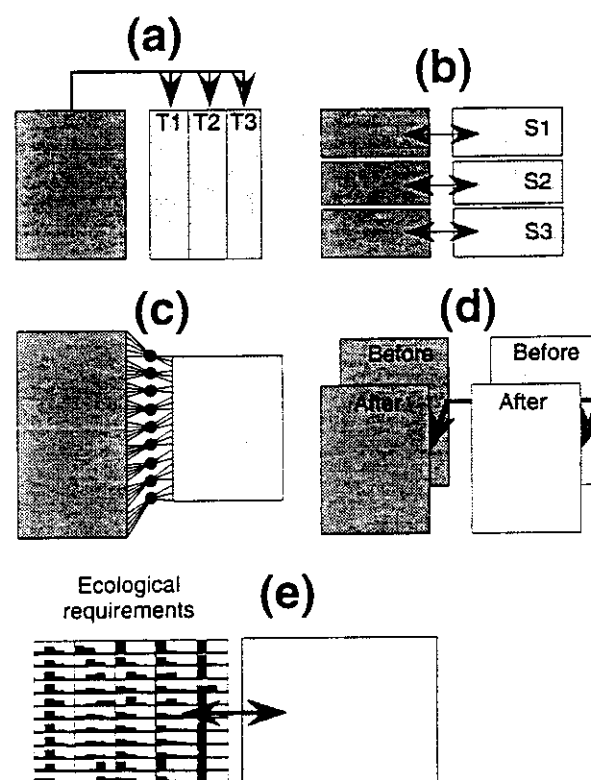 (a)
T1 T2 T3
(b)
S1
S2
S3
(c)
(d)
Before
After
Before
After
Ecological
requirements
(e)